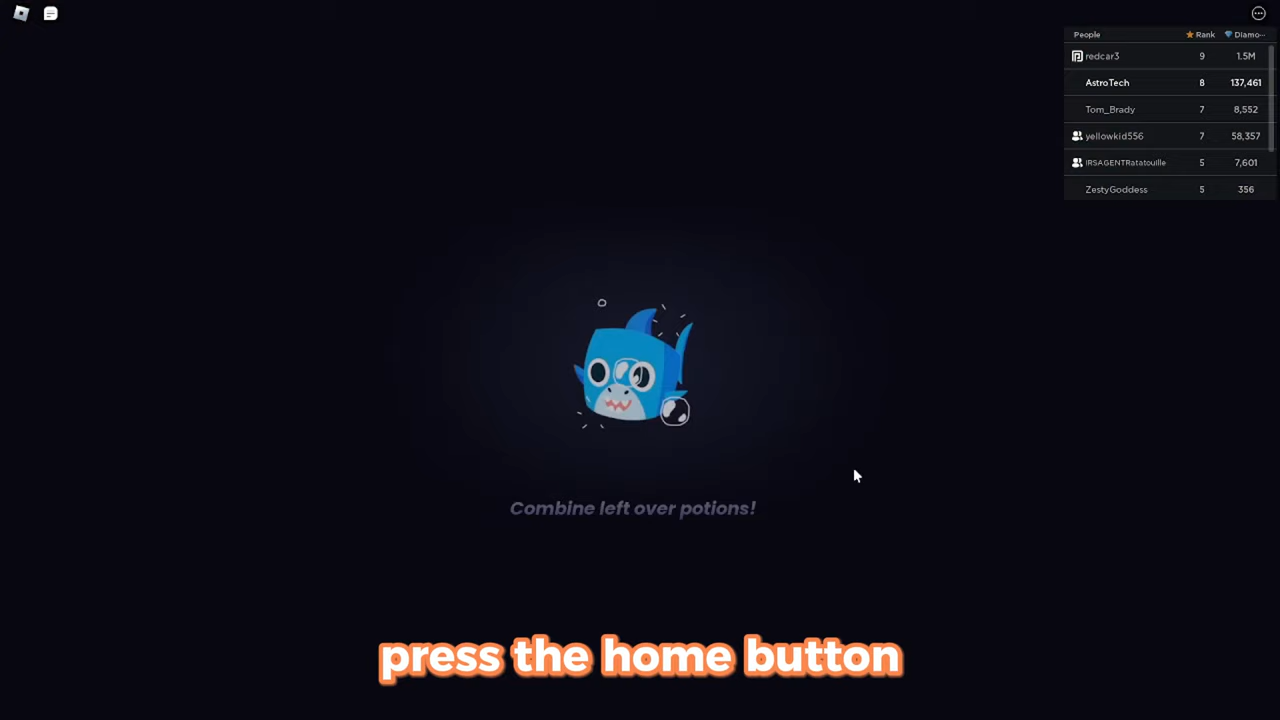 People Rank Diamo···
redcar3 9 1.5M
AstroTech 8 137,461
Tom_Brady 7 8,552
yellowkid556 7 58,357
IRSAGENTRatatouille 5 7,601
ZestyGoddess 5 356
Combine left over potions!
press the home button